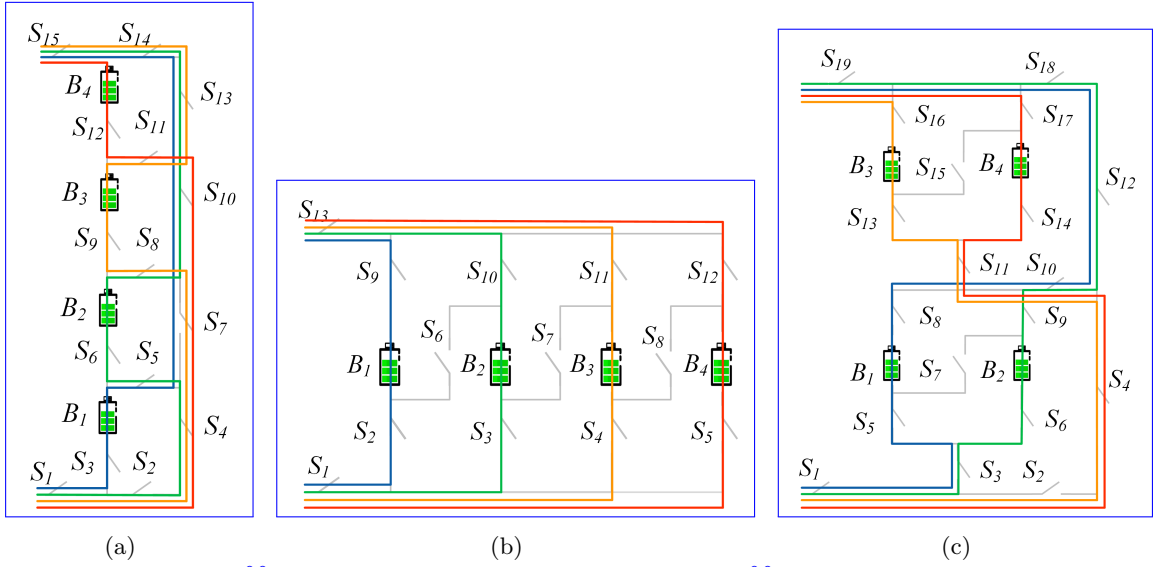 S15 S14
B4 S13
S12 S11
B3 S10
S9 S8
B2 S7
S6 S5
B1 S4
S1 S3 S2
(a)
S13
S9 S10 S11 S12
S6 S7 S8
B1 B2 B3 B4
S2 S3 S4 S5
S1
(b)
S19 S18
S16 S17
B3 S15 B4 S12
S13 S14
S11 S10
S8 S9
B1 S7 B2 S4
S5 S6
S1 S3 S2
(c)